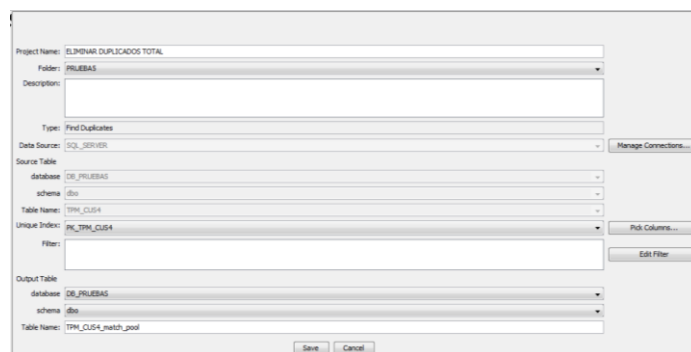 Project Name: ELIMINAR DUPLICADOS TOTAL
Folder: PRUEBAS
Description:
Type: Find Duplicates
Data Source: SQL_SERVER Manage Connections...
Source Table
database DB_PRUEBAS
schema dbo
Table Name: TPM_CUS4
Unique Index: PK_TPM_CUS4 Pick Columns...
Filter:
Edit Filter
Output Table
database DB_PRUEBAS
schema dbo
Table Name: TPM_CUS4_match_pool
Save Cancel